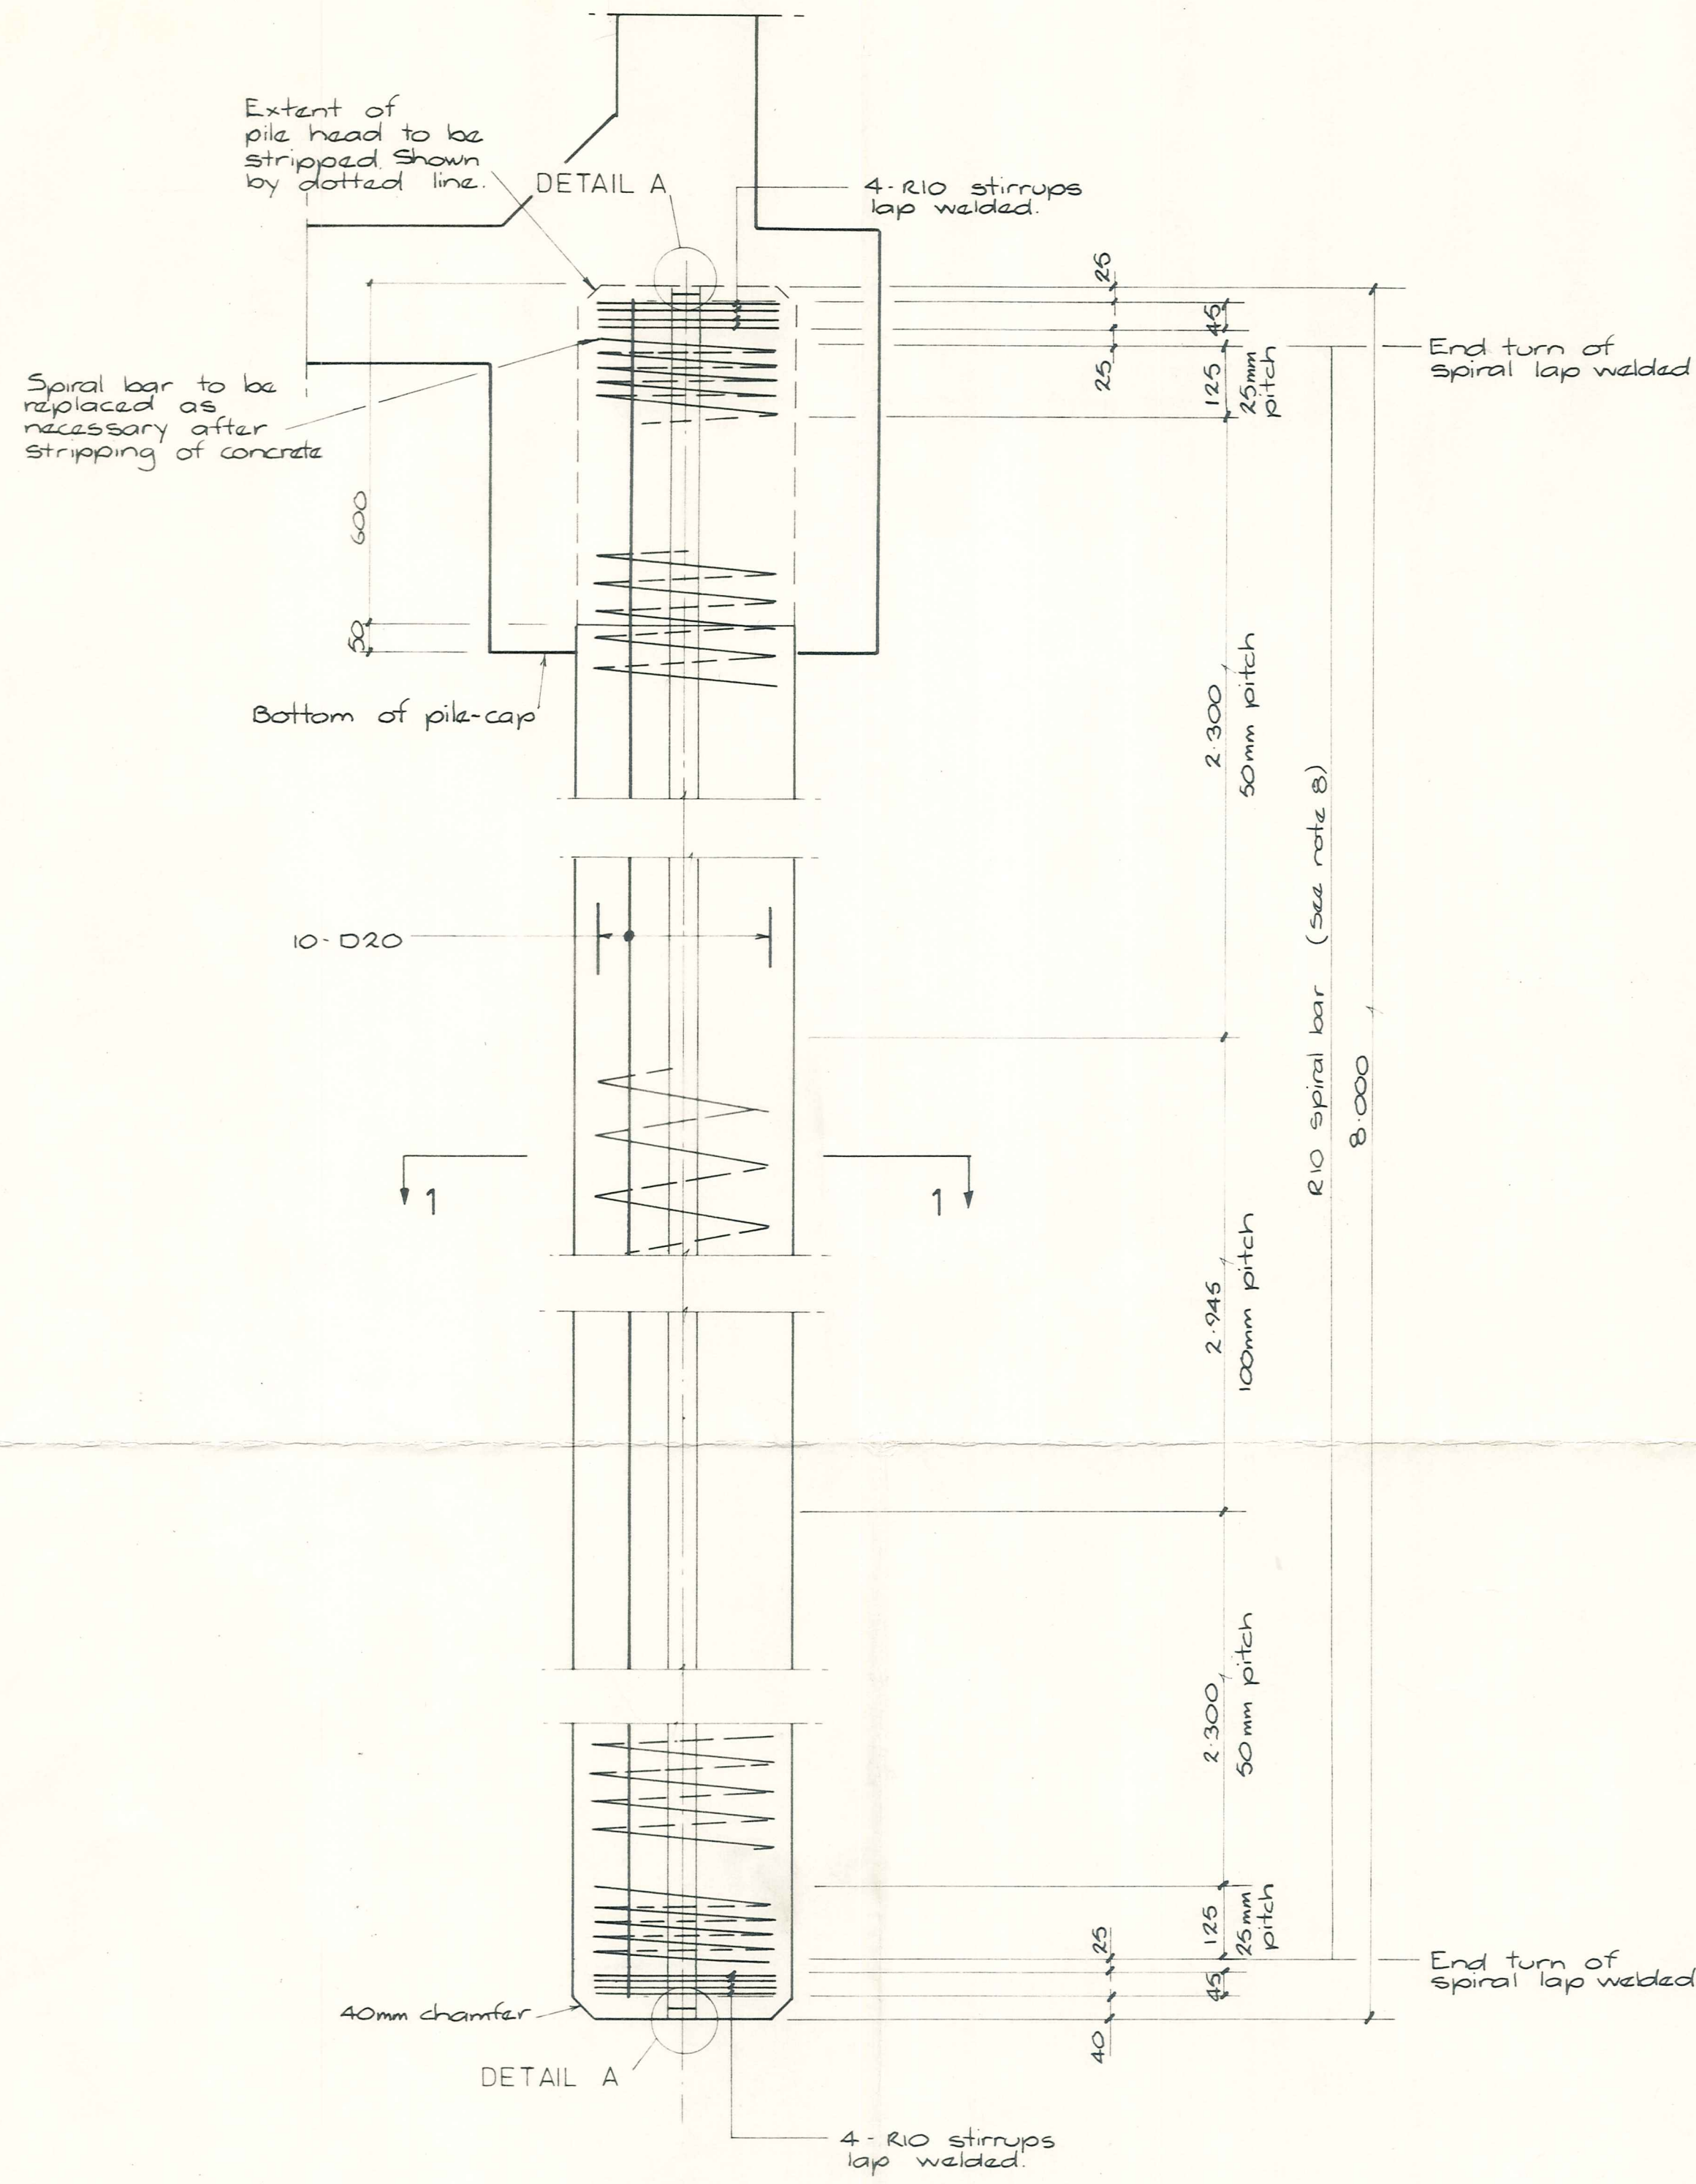 Extent of
pile head to be
stripped. Shown
by dotted line.
DETAIL A
4-R10 stirrups
lap welded.
25
45
End turn of
spiral lap welded
25
125
25mm
pitch
Spiral bar to be
replaced as
necessary after
stripping of concrete
600
50
Bottom of pile-cap
2.300
50mm pitch
R10 spiral bar (see note 8)
8.000
10-D20
1
1
2.945
100mm pitch
2.300
50mm pitch
125
25mm
pitch
25
45
End turn of
spiral lap welded
40mm chamfer
40
DETAIL A
4-R10 stirrups
lap welded.